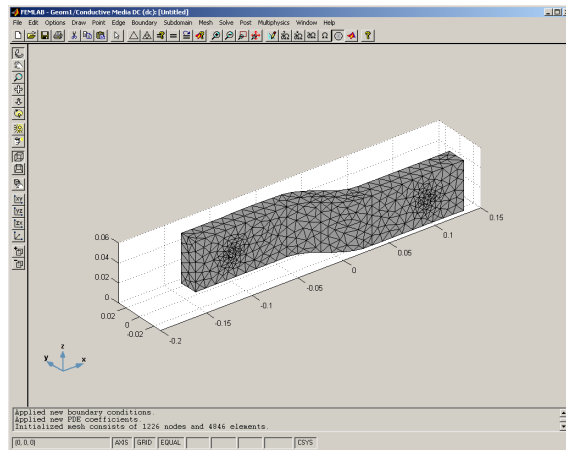 FEMLAB - Geom1/Conductive Media DC (dc): [Untitled]
File Edit Options Draw Point Edge Boundary Subdomain Mesh Solve Post Multiphysics Window Help
0.06
0.04
0.02
0
0.02
0
-0.02
-0.2
-0.15
-0.1
-0.05
0
0.05
0.1
0.15
z
y
x
Applied new boundary conditions.
Applied new PDE coefficients.
Initialized mesh consists of 1226 nodes and 4846 elements.
(0, 0, 0) AXIS GRID EQUAL CSYS